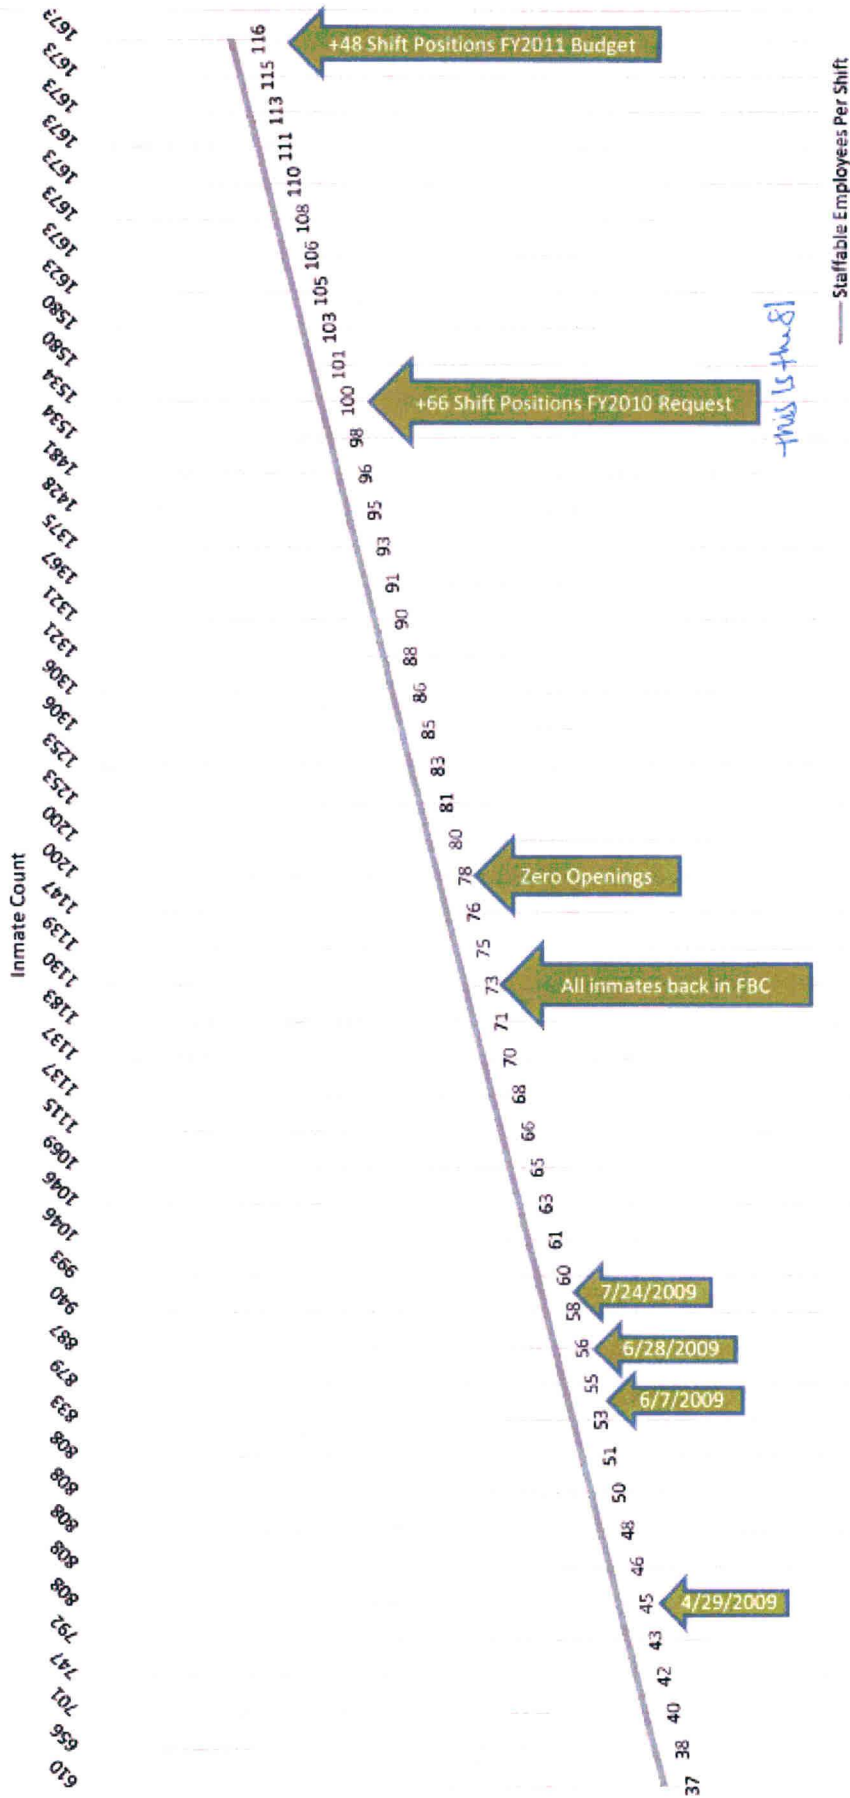 Inmate Count
610 656 701 747 792 808 808 808 808 808 833 879 887 940 993 1046 1046 1069 1115 1137 1137 1183 1130 1139 1147 1200 1200 1253 1253 1306 1306 1321 1321 1367 1375 1428 1481 1534 1534 1580 1580 1623 1673 1673 1673 1673 1673 1673 1673
37 38 40 42 43 45 46 48 50 51 53 55 56 58 60 61 63 65 66 68 70 71 73 75 76 78 80 81 83 85 86 88 90 91 93 95 96 98 100 101 103 105 106 108 110 111 113 115 116
4/29/2009
6/7/2009
6/28/2009
7/24/2009
All inmates back in FBC
Zero Openings
+66 Shift Positions FY2010 Request
+48 Shift Positions FY2011 Budget
this is
Staffable Employees Per Shift